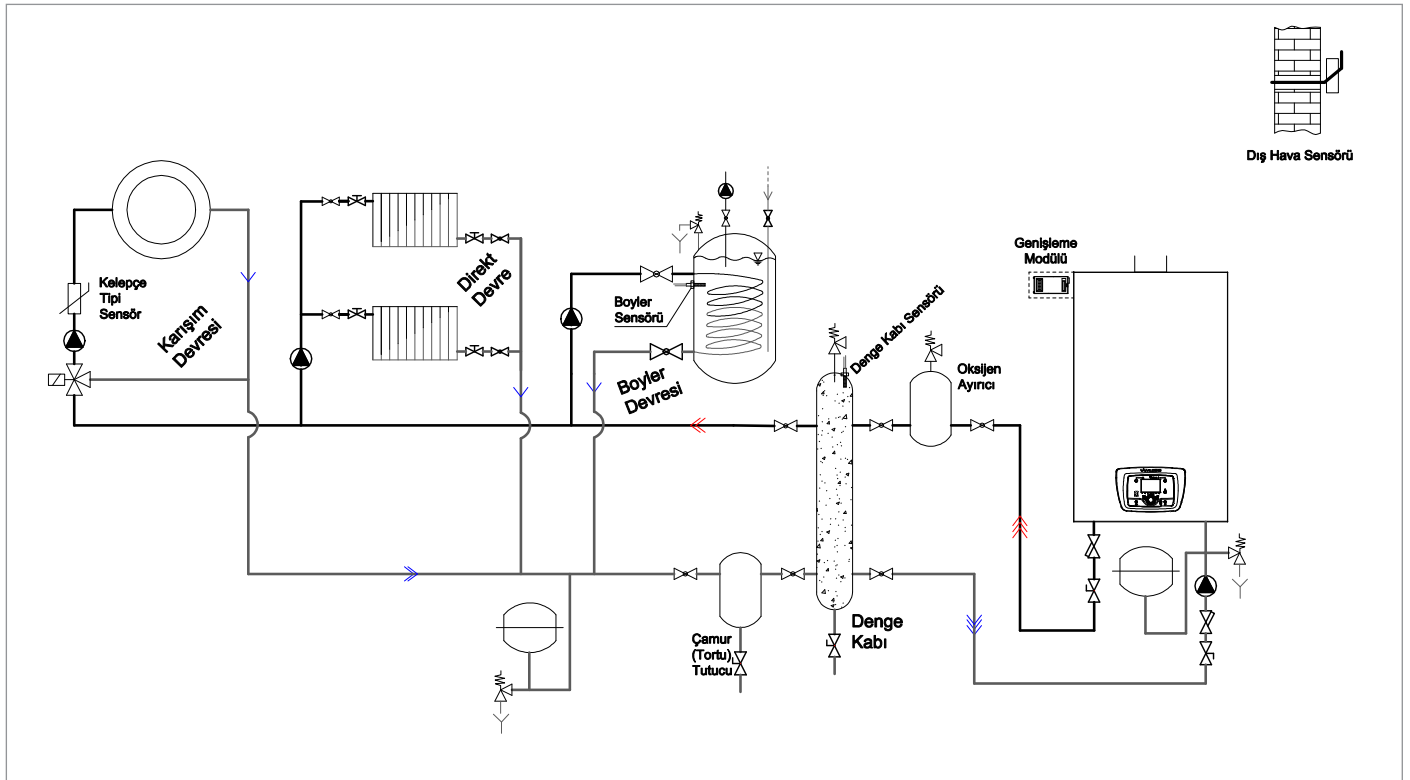 Dış Hava Sensörü
Genişleme
Modülü
Kelepçe
Tipi
Sensör
Karışım
Devresi
Direkt
Devre
Boyler
Sensörü
Boyler
Devresi
Denge Kabı Sensörü
Oksijen
Ayırıcı
Çamur
(Tortu)
Tutucu
Denge
Kabı